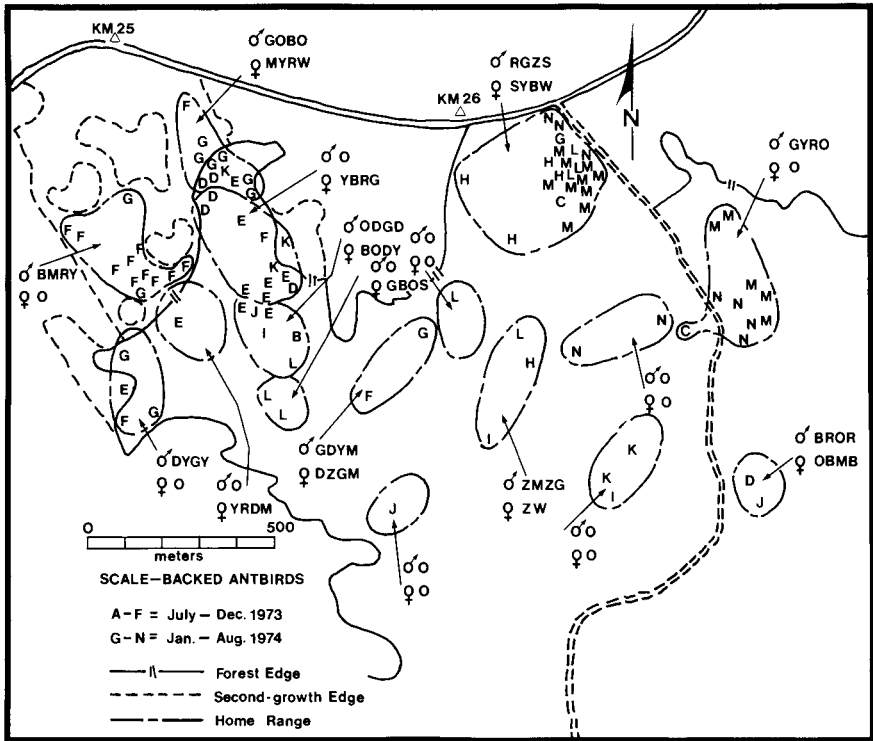 KM 25
♂ GOBO
♀ MYRW
♂ RGZS
♀ SYBW
KM 26
N
♂ GYRO
♀ O
♂ O
♀ YBRG
♂ DGD
♀ BODY
♂ O
♀ GBOS
♂ O
♀ O
♂ BMRY
♀ O
♂ DYGY
♀ O
♂ O
♀ YRDM
♂ GDYM
♀ DZGM
♂ ZMZG
♀ ZW
♂ O
♀ O
♂ O
♀ O
♂ BROR
♀ OBMB
♂ O
♀ O
0 500
meters
SCALE—BACKED ANTBIRDS
A-F = July — Dec. 1973
G-N = Jan. — Aug. 1974
Forest Edge
Second-growth Edge
Home Range